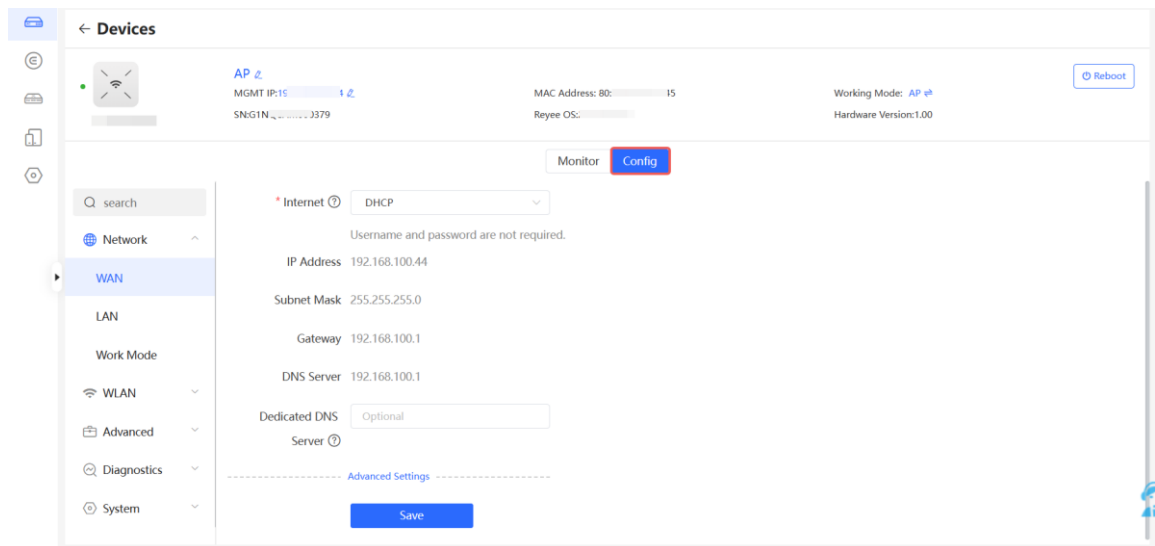 ← Devices
AP
MGMT IP:19 4
MAC Address: 80: 45
Working Mode: AP ⇌
Reboot
SN:G1N 0379
Reyee OS:
Hardware Version:1.00
Monitor Config
search
* Internet DHCP
Network
Username and password are not required.
IP Address 192.168.100.44
WAN
Subnet Mask 255.255.255.0
LAN
Gateway 192.168.100.1
Work Mode
DNS Server 192.168.100.1
WLAN
Dedicated DNS Optional
Server
Advanced
Diagnostics
Advanced Settings
System
Save